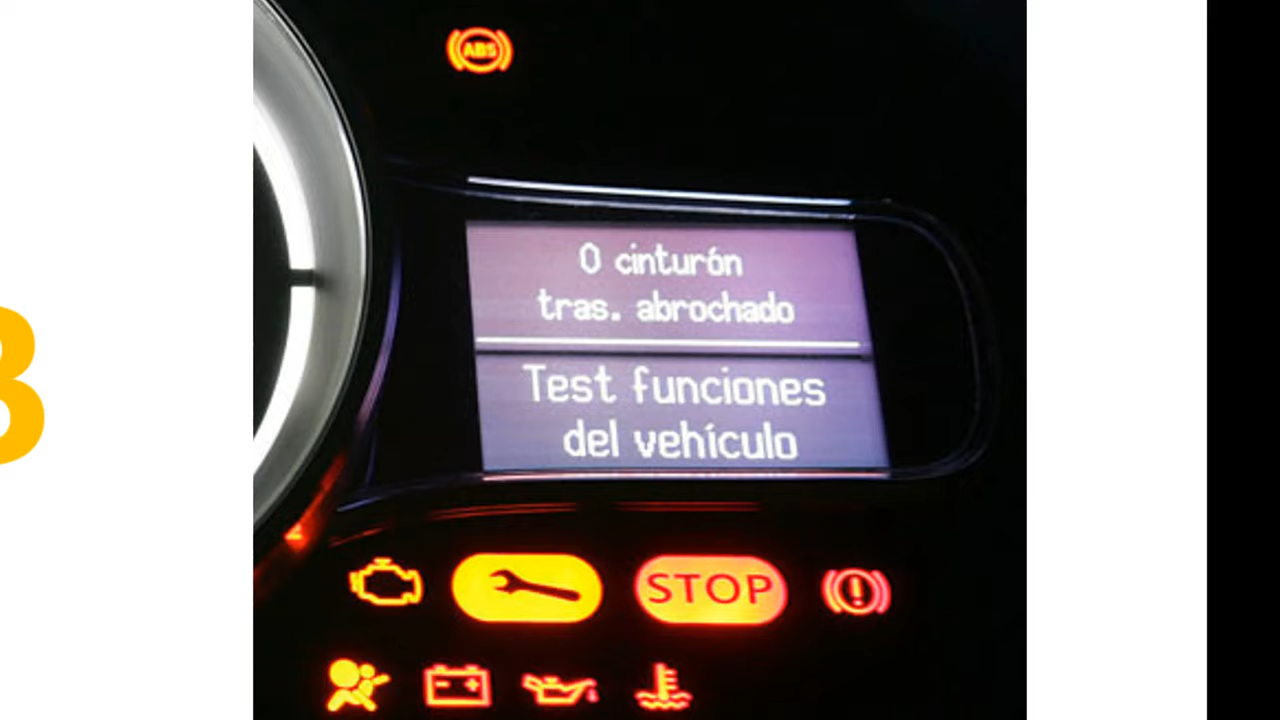 ABS
0 cinturón
tras. abrochado
Test funciones
del vehículo
STOP